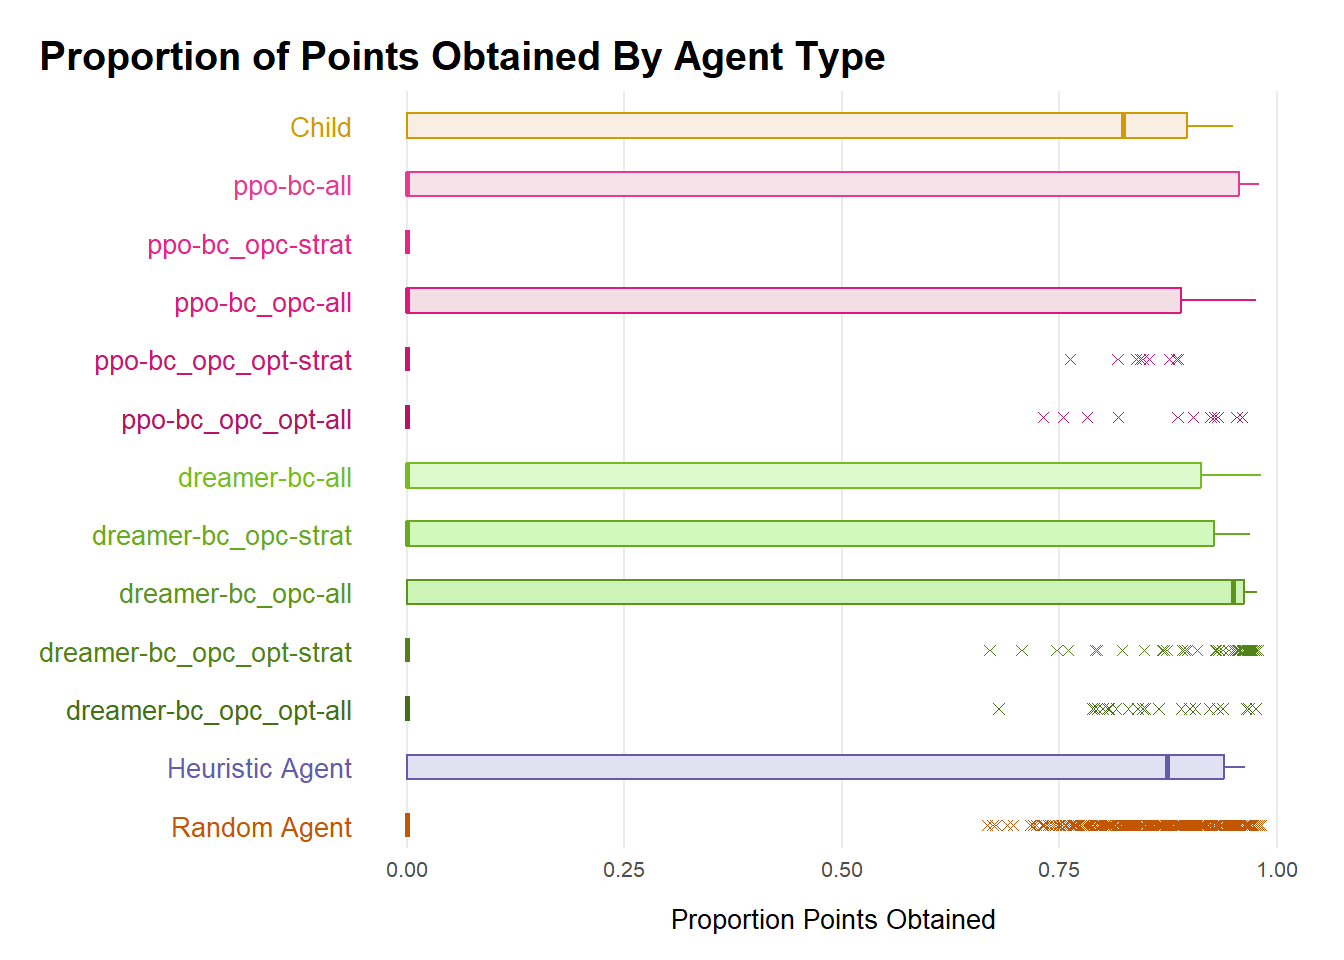 Proportion of Points Obtained By Agent Type
Child
ppo-bc-all
ppo-bc_opc-strat
ppo-bc_opc-all
ppo-bc_opc_opt-strat
ppo-bc_opc_opt-all
dreamer-bc-all
dreamer-bc_opc-strat
dreamer-bc_opc-all
dreamer-bc_opc_opt-strat
dreamer-bc_opc_opt-all
Heuristic Agent
Random Agent
0.00 0.25 0.50 0.75 1.00
Proportion Points Obtained